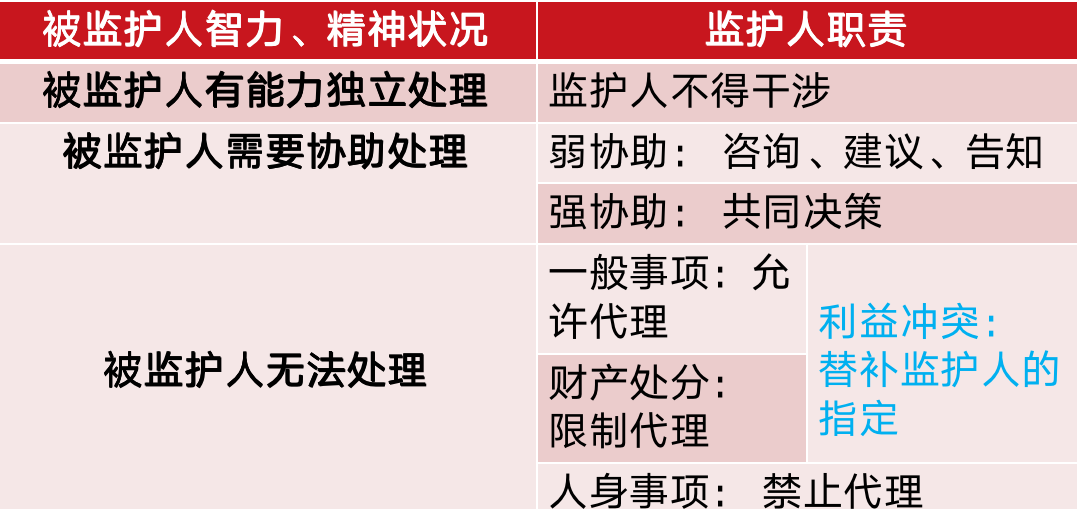 被监护人智力、精神状况
监护人职责
被监护人有能力独立处理
监护人不得干涉
被监护人需要协助处理
弱协助： 咨询、建议、告知
强协助： 共同决策
被监护人无法处理
一般事项：允
许代理
财产处分：
限制代理
利益冲突：
替补监护人的
指定
人身事项： 禁止代理